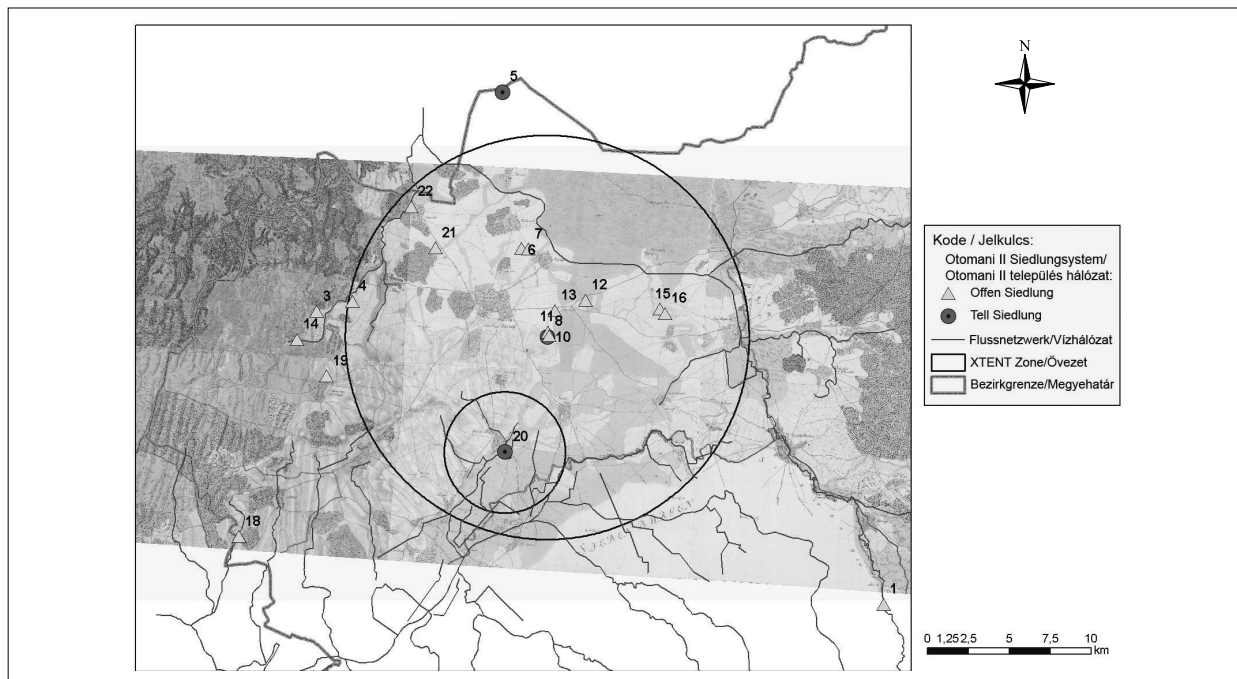 N
5
22
21
7
6
3
4
12
13
15
16
14
11
8
10
19
20
18
1
Kode / Jelkulcs:
Otomani II Siedlungsystem/
Otomani II település hálózat:
Offen Siedlung
Tell Siedlung
Flussnetzwerk/Vízhálózat
XTENT Zone/Övezet
Bezirkgrenze/Megyehatár
0 1,25 2,5 5 7,5 10
km